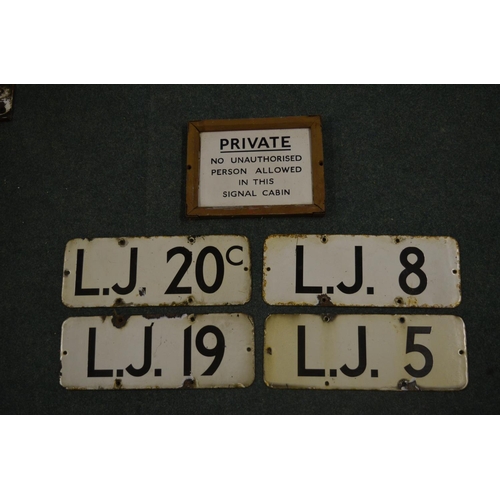 PRIVATE
NO UNAUTHORISED
PERSON ALLOWED
IN THIS
SIGNAL CABIN
L.J. 20C
L.J. 8
L.J. 19
L.J. 5